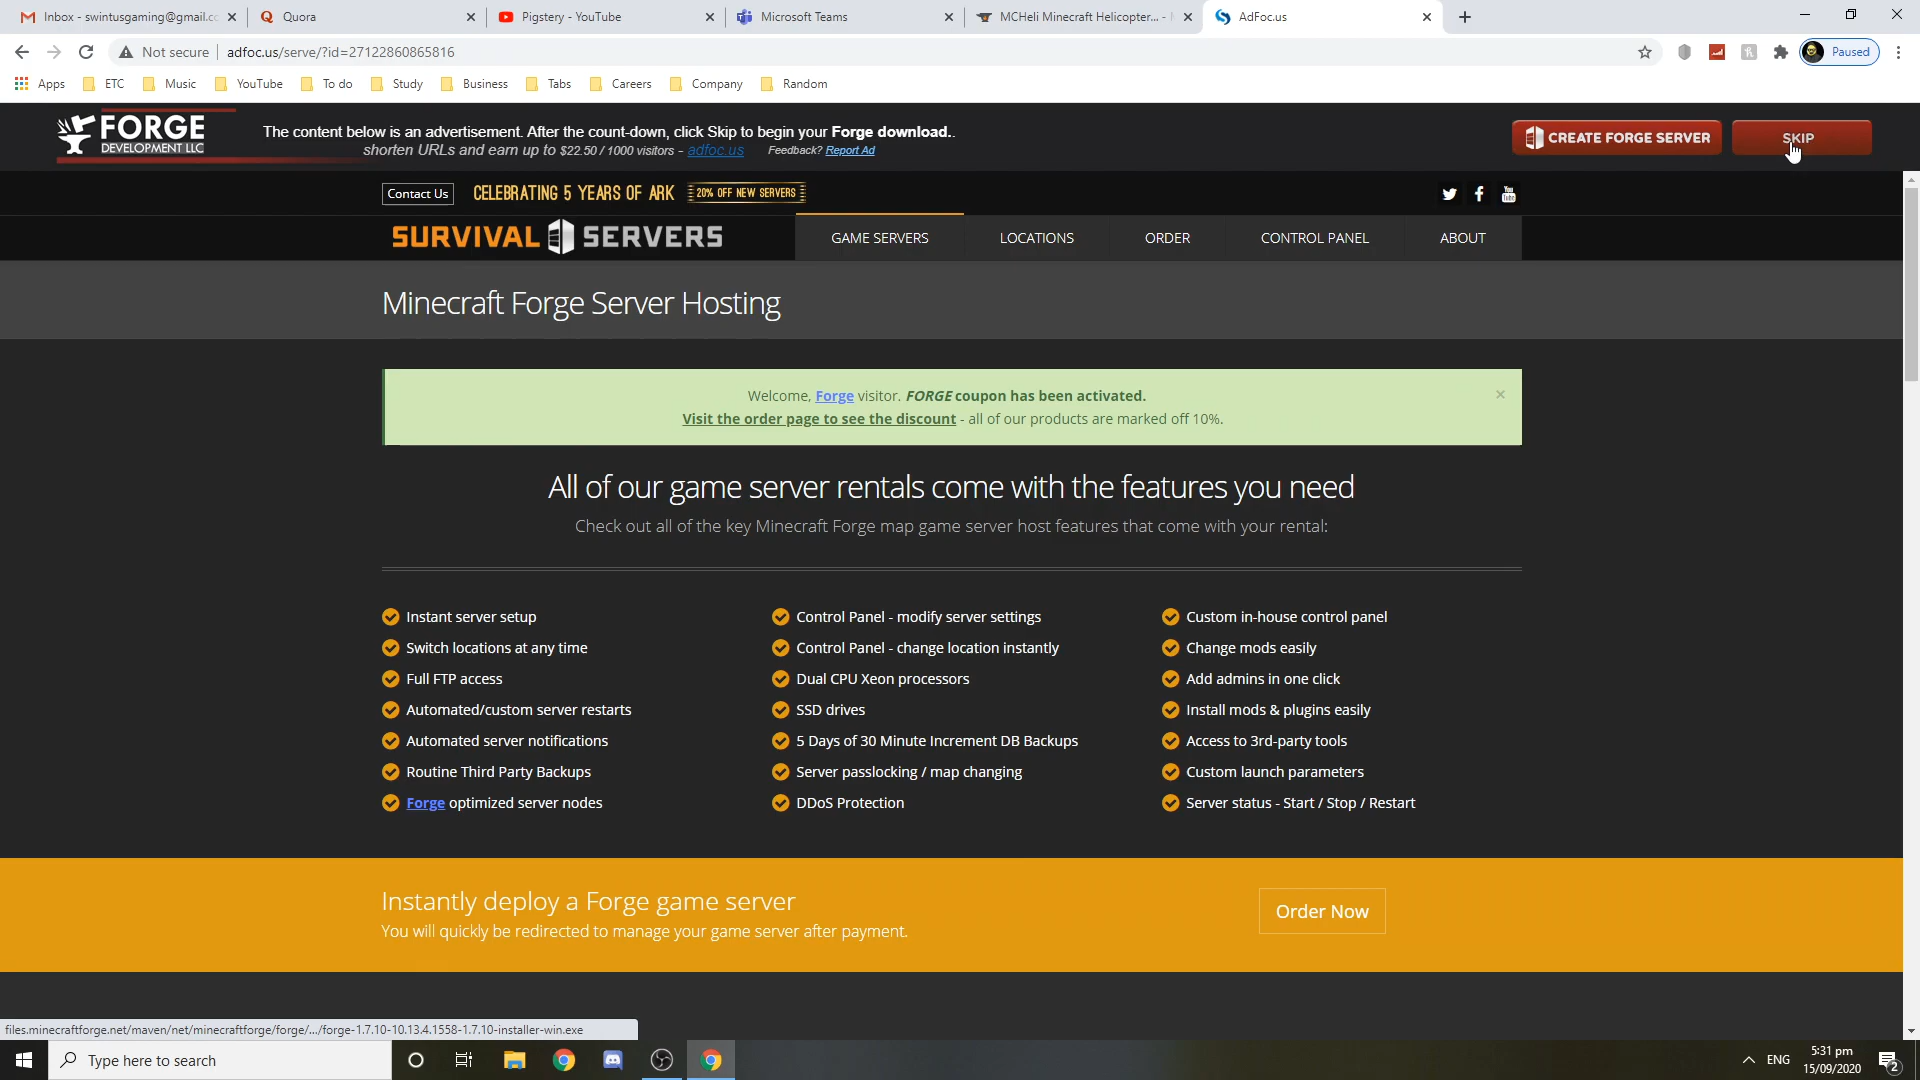 Inbox - swintusgaming@gmail.cc
Quora
Pigstery - YouTube
Microsoft Teams
MCHeli Minecraft Helicopter... -
AdFoc.us
Not secure
adfoc.us/serve/?id=27122860865816
Paused
Apps
ETC
Music
YouTube
To do
Study
Business
Tabs
Careers
Company
Random
FORGE
DEVELOPMENT LLC
The content below is an advertisement. After the count-down, click Skip to begin your Forge download..
shorten URLs and earn up to $22.50 / 1000 visitors - adfoc.us Feedback? Report Ad
CREATE FORGE SERVER
SKIP
Contact Us
CELEBRATING 5 YEARS OF ARK
20% OFF NEW SERVERS
You
SURVIVAL SERVERS
GAME SERVERS
LOCATIONS
ORDER
CONTROL PANEL
ABOUT
Minecraft Forge Server Hosting
Welcome, Forge visitor. FORGE coupon has been activated.
×
Visit the order page to see the discount - all of our products are marked off 10%.
All of our game server rentals come with the features you need
Check out all of the key Minecraft Forge map game server host features that come with your rental:
Instant server setup
Switch locations at any time
Full FTP access
Automated/custom server restarts
Automated server notifications
Routine Third Party Backups
Forge optimized server nodes
Control Panel - modify server settings
Control Panel - change location instantly
Dual CPU Xeon processors
SSD drives
5 Days of 30 Minute Increment DB Backups
Server passlocking / map changing
DDoS Protection
Custom in-house control panel
Change mods easily
Add admins in one click
Install mods & plugins easily
Access to 3rd-party tools
Custom launch parameters
Server status - Start / Stop / Restart
Instantly deploy a Forge game server
You will quickly be redirected to manage your game server after payment.
Order Now
files.minecraftforge.net/maven/net/minecraftforge/forge/.../forge-1.7.10-10.13.4.1558-1.7.10-installer-win.exe
Type here to search
ENG
5:31 pm
15/09/2020
2